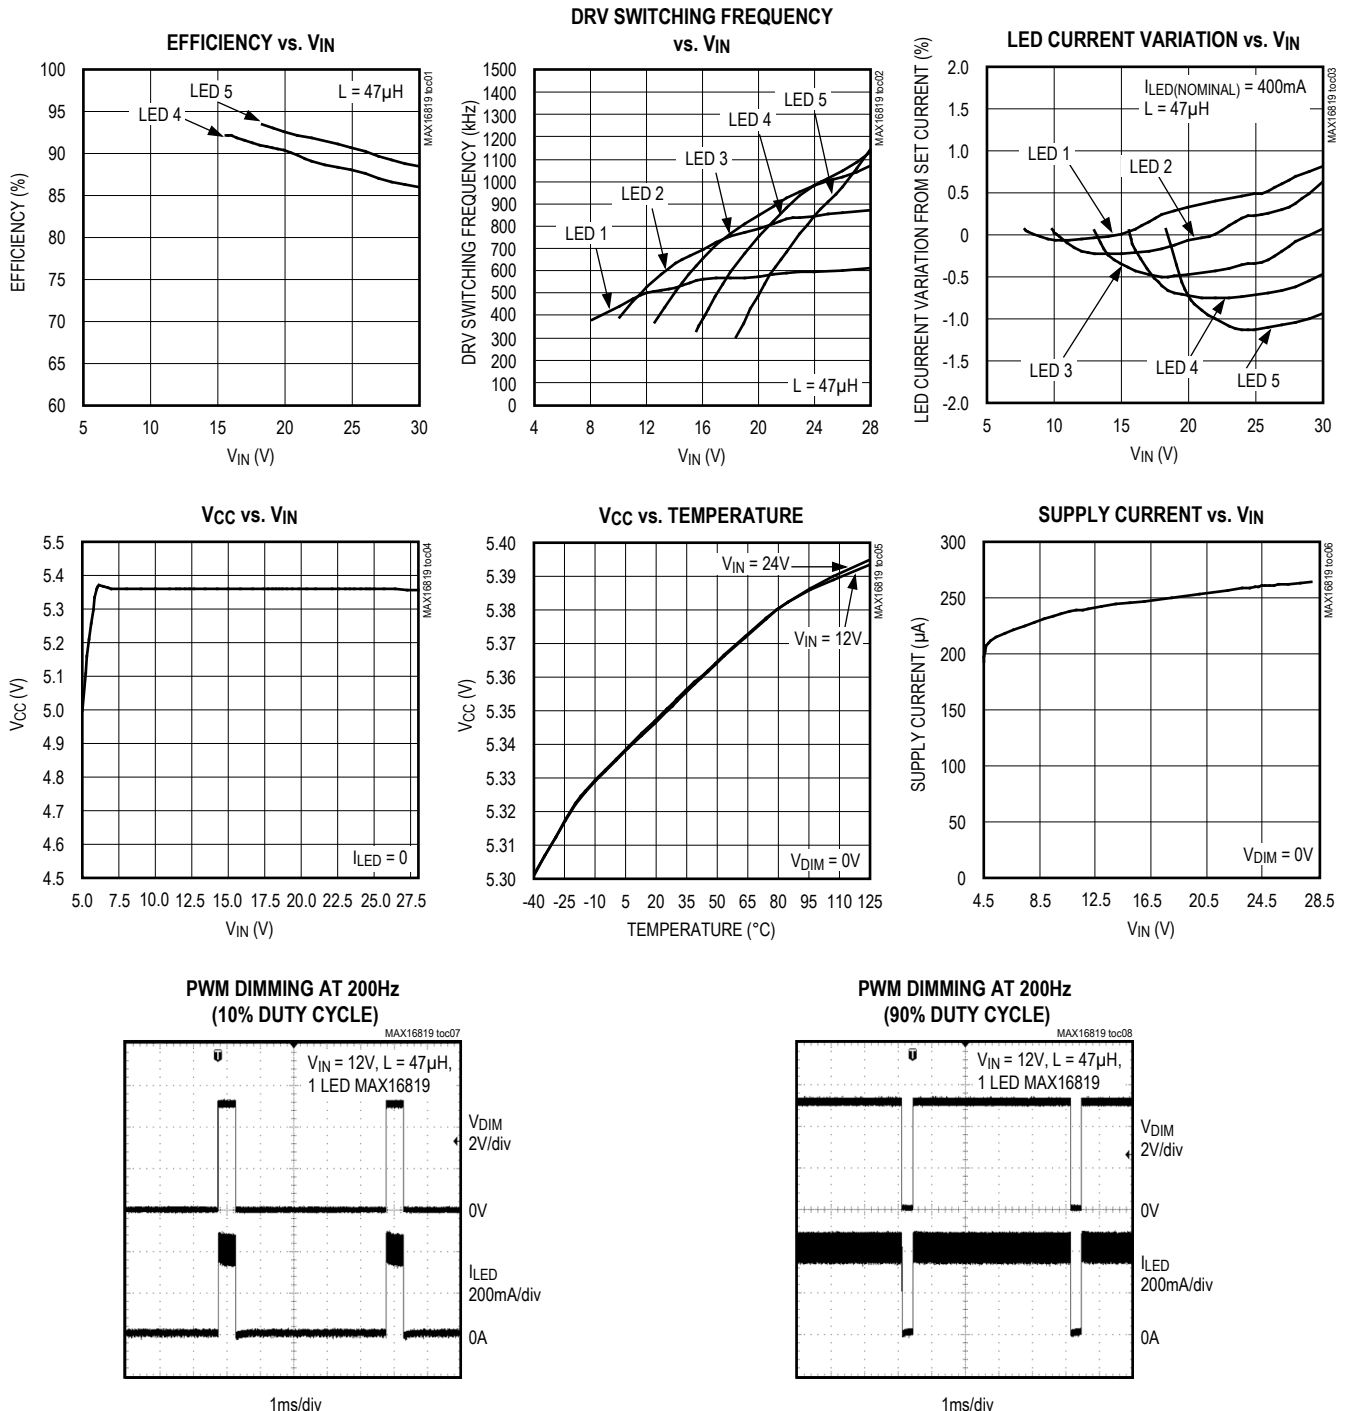 EFFICIENCY vs. VIN
100
95
90
85
80
75
70
65
60
EFFICIENCY (%)
LED 5
LED 4
L = 47µH
MAX16819 toc01
5 10 15 20 25 30
VIN (V)
DRV SWITCHING FREQUENCY
vs. VIN
1500
1400
1300
1200
1100
1000
900
800
700
600
500
400
300
200
100
0
DRV SWITCHING FREQUENCY (kHz)
LED 5
LED 4
LED 3
LED 2
LED 1
L = 47µH
MAX16819 toc02
4 8 12 16 20 24 28
VIN (V)
LED CURRENT VARIATION vs. VIN
2.0
1.5
1.0
0.5
0
-0.5
-1.0
-1.5
-2.0
LED CURRENT VARIATION FROM SET CURRENT (%)
ILED(NOMINAL) = 400mA
L = 47µH
LED 1
LED 2
LED 3
LED 4
LED 5
MAX16819 toc03
5 10 15 20 25 30
VIN (V)
VCC vs. VIN
5.5
5.4
5.3
5.2
5.1
5.0
4.9
4.8
4.7
4.6
4.5
VCC (V)
ILED = 0
MAX16819 toc04
5.0 7.5 10.0 12.5 15.0 17.5 20.0 22.5 25.0 27.5
VIN (V)
VCC vs. TEMPERATURE
5.40
5.39
5.38
5.37
5.36
5.35
5.34
5.33
5.32
5.31
5.30
VCC (V)
VIN = 24V
VIN = 12V
VDIM = 0V
MAX16819 toc05
-40 -25 -10 5 20 35 50 65 80 95 110 125
TEMPERATURE (°C)
SUPPLY CURRENT vs. VIN
300
250
200
150
100
50
0
SUPPLY CURRENT (µA)
VDIM = 0V
MAX16819 toc06
4.5 8.5 12.5 16.5 20.5 24.5 28.5
VIN (V)
PWM DIMMING AT 200Hz
(10% DUTY CYCLE)
MAX16819 toc07
T
VIN = 12V, L = 47µH,
1 LED MAX16819
VDIM
2V/div
0V
ILED
200mA/div
0A
1ms/div
PWM DIMMING AT 200Hz
(90% DUTY CYCLE)
MAX16819 toc08
T
VIN = 12V, L = 47µH,
1 LED MAX16819
VDIM
2V/div
0V
ILED
200mA/div
0A
1ms/div